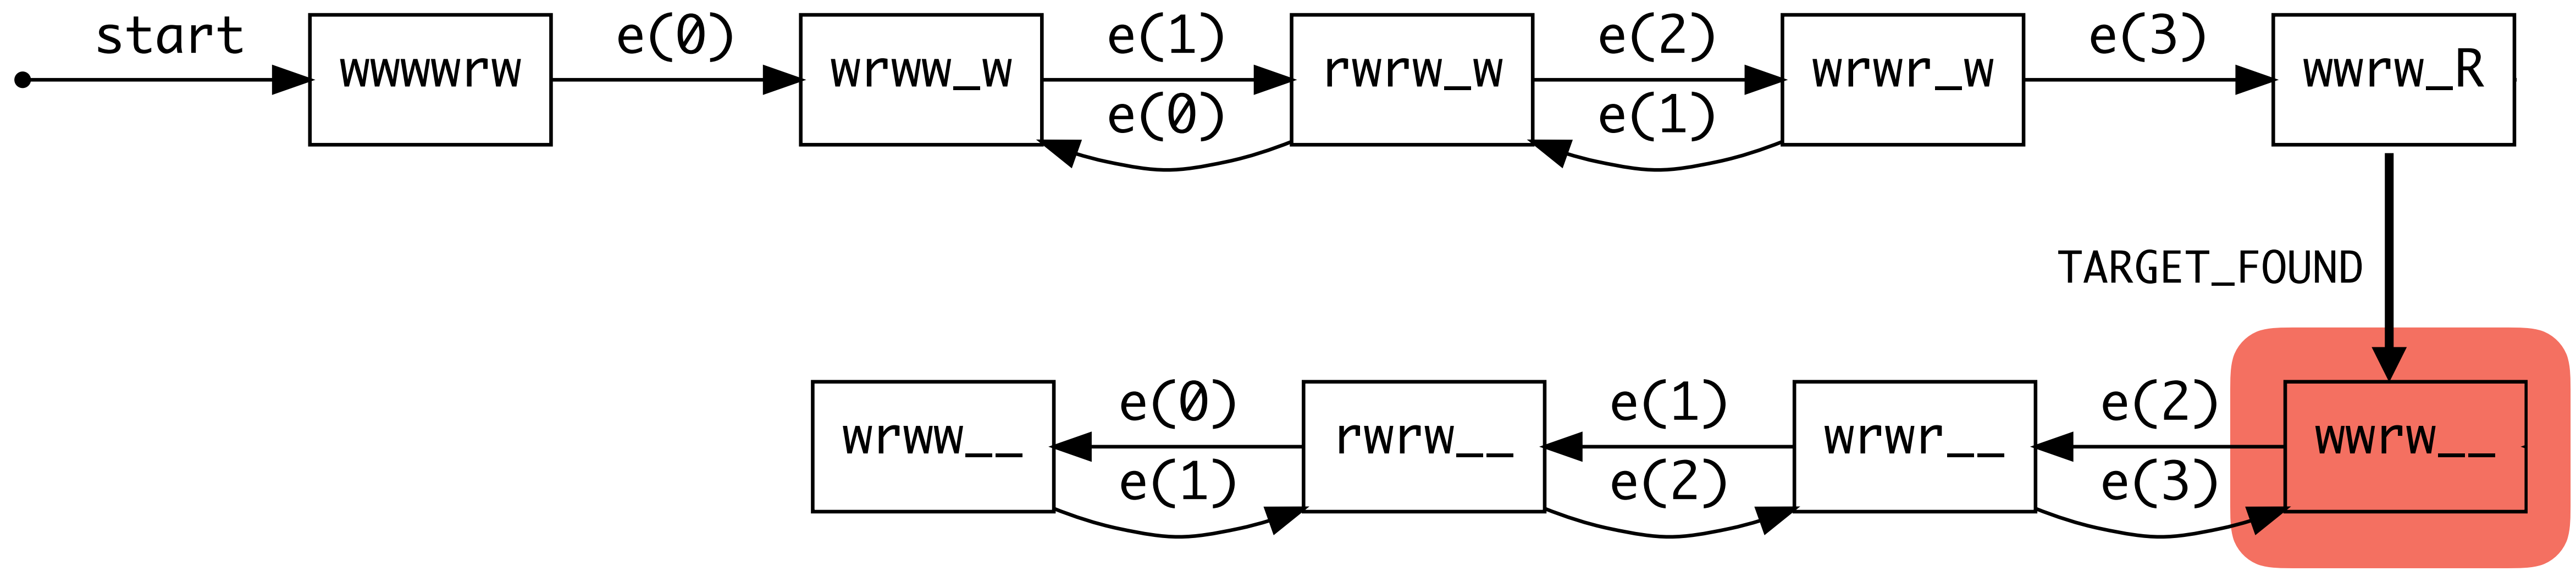 start e(0) e(1) e(2) e(3)
wwwwrw wrww_w rwrw_w wrwr_w wwrw_R
e(0) e(1)
TARGET_FOUND
e(0) e(1) e(2)
wrww__ rwrw__ wrwr__ wwrw__
e(1) e(2) e(3)